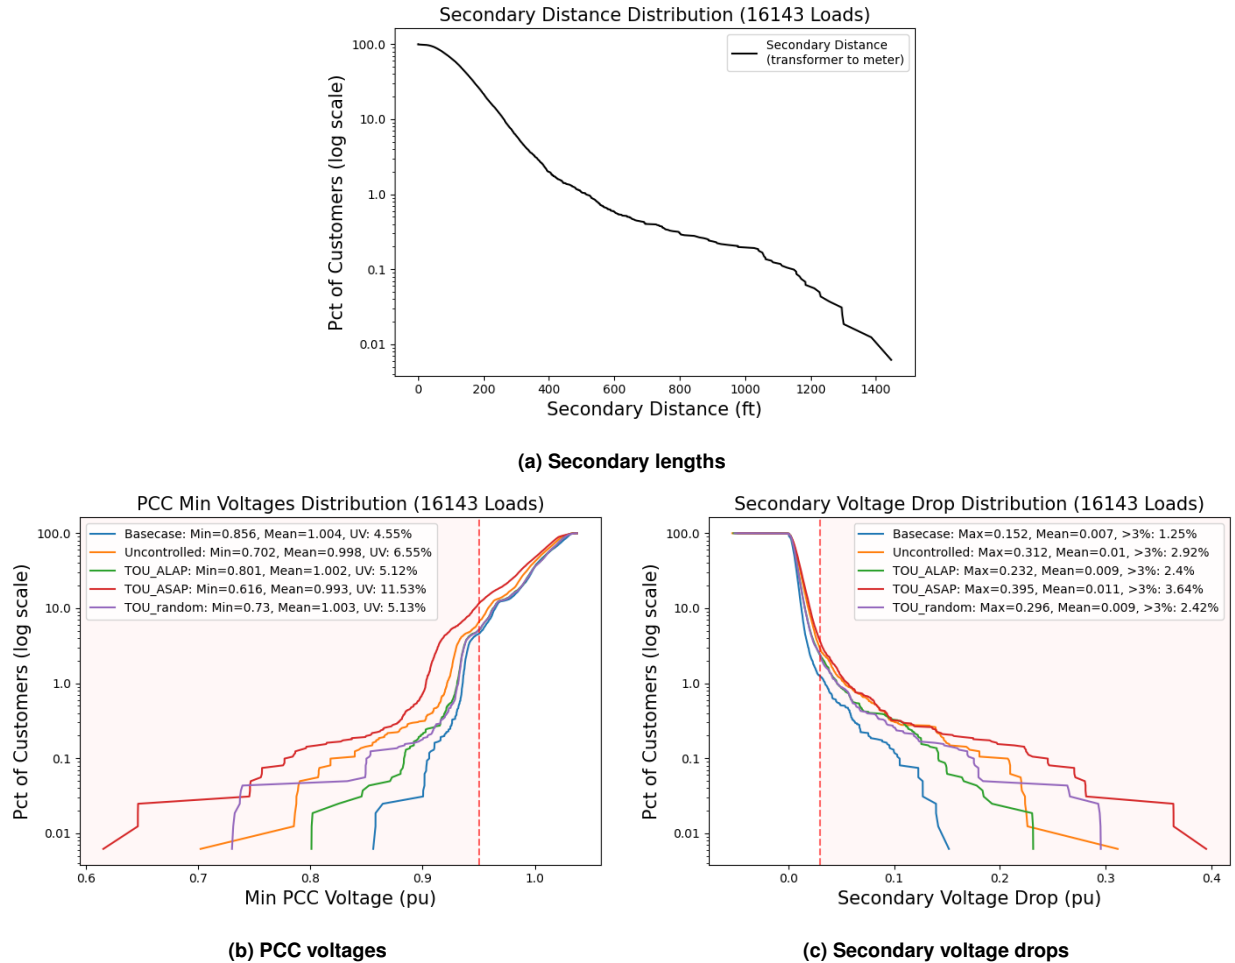 Secondary Distance Distribution (16143 Loads)
Pct of Customers (log scale)
100.0
10.0
1.0
0.1
0.01
Secondary Distance
(transformer to meter)
0 200 400 600 800 1000 1200 1400
Secondary Distance (ft)
(a) Secondary lengths
PCC Min Voltages Distribution (16143 Loads)
Pct of Customers (log scale)
100.0
10.0
1.0
0.1
0.01
Basecase: Min=0.856, Mean=1.004, UV: 4.55%
Uncontrolled: Min=0.702, Mean=0.998, UV: 6.55%
TOU_ALAP: Min=0.801, Mean=1.002, UV: 5.12%
TOU_ASAP: Min=0.616, Mean=0.993, UV: 11.53%
TOU_random: Min=0.73, Mean=1.003, UV: 5.13%
0.6 0.7 0.8 0.9 1.0
Min PCC Voltage (pu)
(b) PCC voltages
Secondary Voltage Drop Distribution (16143 Loads)
Pct of Customers (log scale)
100.0
10.0
1.0
0.1
0.01
Basecase: Max=0.152, Mean=0.007, >3%: 1.25%
Uncontrolled: Max=0.312, Mean=0.01, >3%: 2.92%
TOU_ALAP: Max=0.232, Mean=0.009, >3%: 2.4%
TOU_ASAP: Max=0.395, Mean=0.011, >3%: 3.64%
TOU_random: Max=0.296, Mean=0.009, >3%: 2.42%
0.0 0.1 0.2 0.3 0.4
Secondary Voltage Drop (pu)
(c) Secondary voltage drops